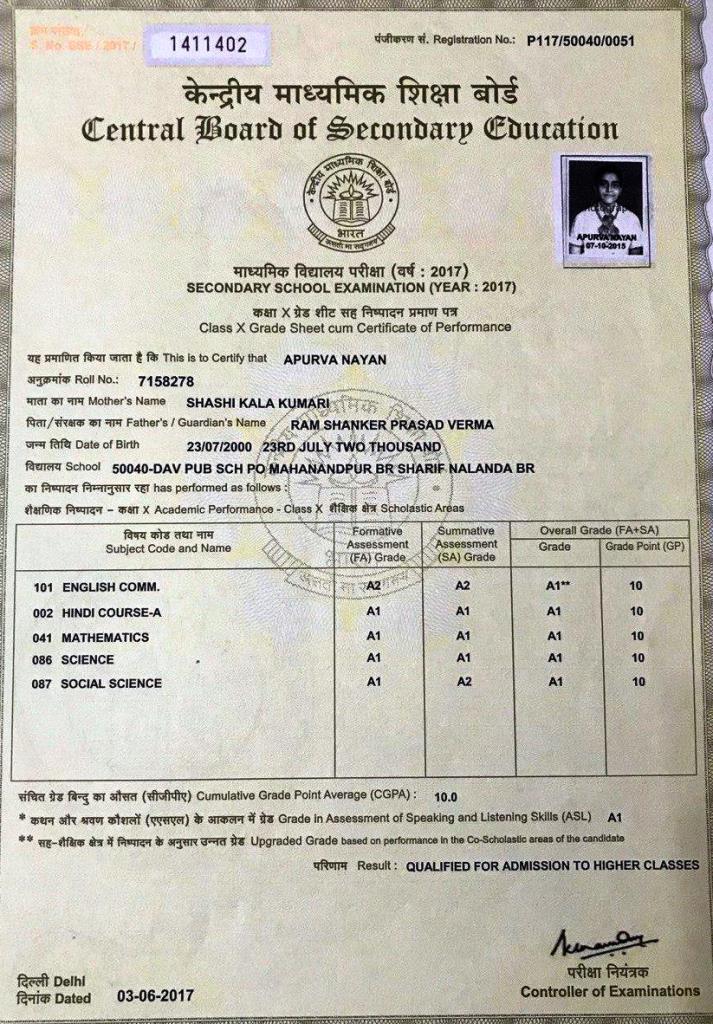 क्रम संख्या/
S. No. SSE / 2017 /
1411402
पंजीकरण सं. Registration No.: P117/50040/0051
केन्द्रीय माध्यमिक शिक्षा बोर्ड
Central Board of Secondary Education
केन्द्रीय माध्यमिक शिक्षा बोर्ड
भारत
असतो मा सद्गमय
APURVA NAYAN
07-10-2015
माध्यमिक विद्यालय परीक्षा (वर्ष : 2017)
SECONDARY SCHOOL EXAMINATION (YEAR : 2017)
कक्षा X ग्रेड शीट सह निष्पादन प्रमाण पत्र
Class X Grade Sheet cum Certificate of Performance
यह प्रमाणित किया जाता है कि This is to Certify that APURVA NAYAN
अनुक्रमांक Roll No.: 7158278
माता का नाम Mother's Name SHASHI KALA KUMARI
पिता/संरक्षक का नाम Father's / Guardian's Name RAM SHANKER PRASAD VERMA
जन्म तिथि Date of Birth 23/07/2000 23RD JULY TWO THOUSAND
विद्यालय School 50040-DAV PUB SCH PO MAHANANDPUR BR SHARIF NALANDA BR
का निष्पादन निम्नानुसार रहा has performed as follows :
शैक्षणिक निष्पादन – कक्षा X Academic Performance - Class X शैक्षिक क्षेत्र Scholastic Areas
विषय कोड तथा नाम
Subject Code and Name
Formative
Assessment
(FA) Grade
Summative
Assessment
(SA) Grade
Overall Grade (FA+SA)
Grade Grade Point (GP)
101 ENGLISH COMM. A2 A2 A1** 10
002 HINDI COURSE-A A1 A1 A1 10
041 MATHEMATICS A1 A1 A1 10
086 SCIENCE A1 A1 A1 10
087 SOCIAL SCIENCE A1 A2 A1 10
संचित ग्रेड बिन्दु का औसत (सीजीपीए) Cumulative Grade Point Average (CGPA) : 10.0
* कथन और श्रवण कौशलों (एएसएल) के आकलन में ग्रेड Grade in Assessment of Speaking and Listening Skills (ASL) A1
** सह-शैक्षिक क्षेत्र में निष्पादन के अनुसार उन्नत ग्रेड Upgraded Grade based on performance in the Co-Scholastic areas of the candidate
परिणाम Result : QUALIFIED FOR ADMISSION TO HIGHER CLASSES
परीक्षा नियंत्रक
Controller of Examinations
दिल्ली Delhi
दिनांक Dated 03-06-2017